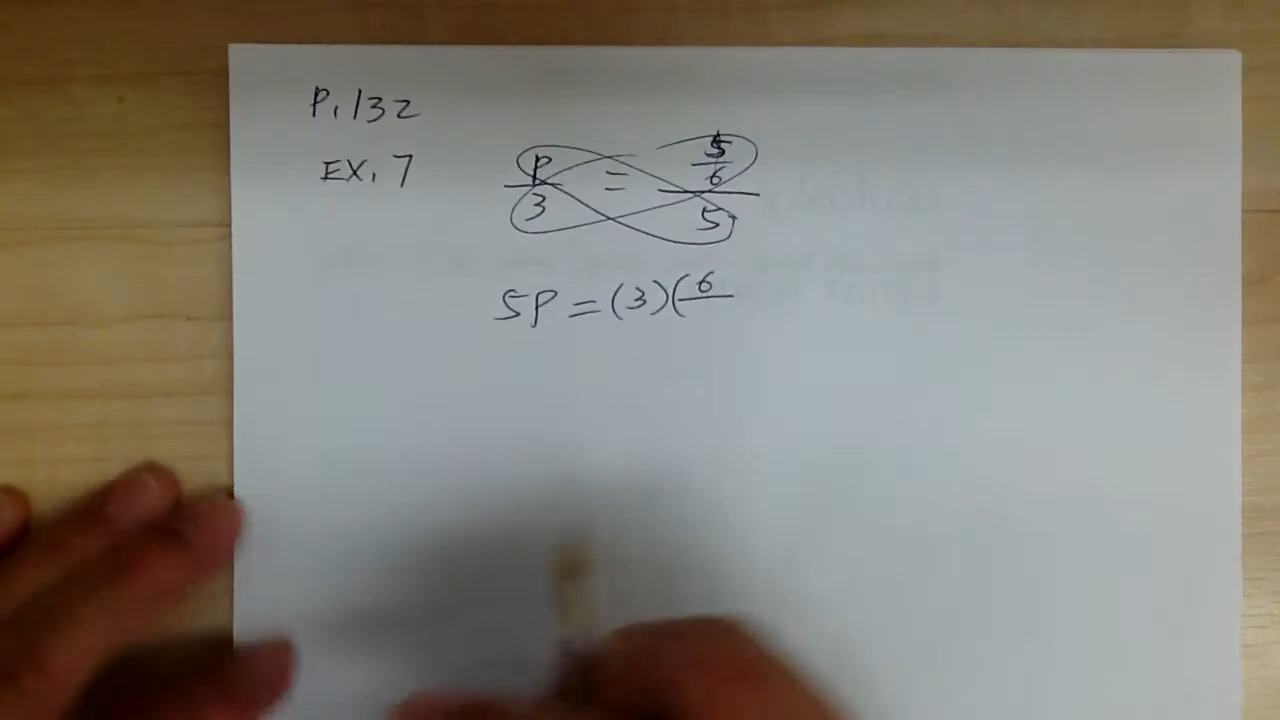 P. 132
EX. 7
P/3 = (5/6)/5
5P = (3)(6/